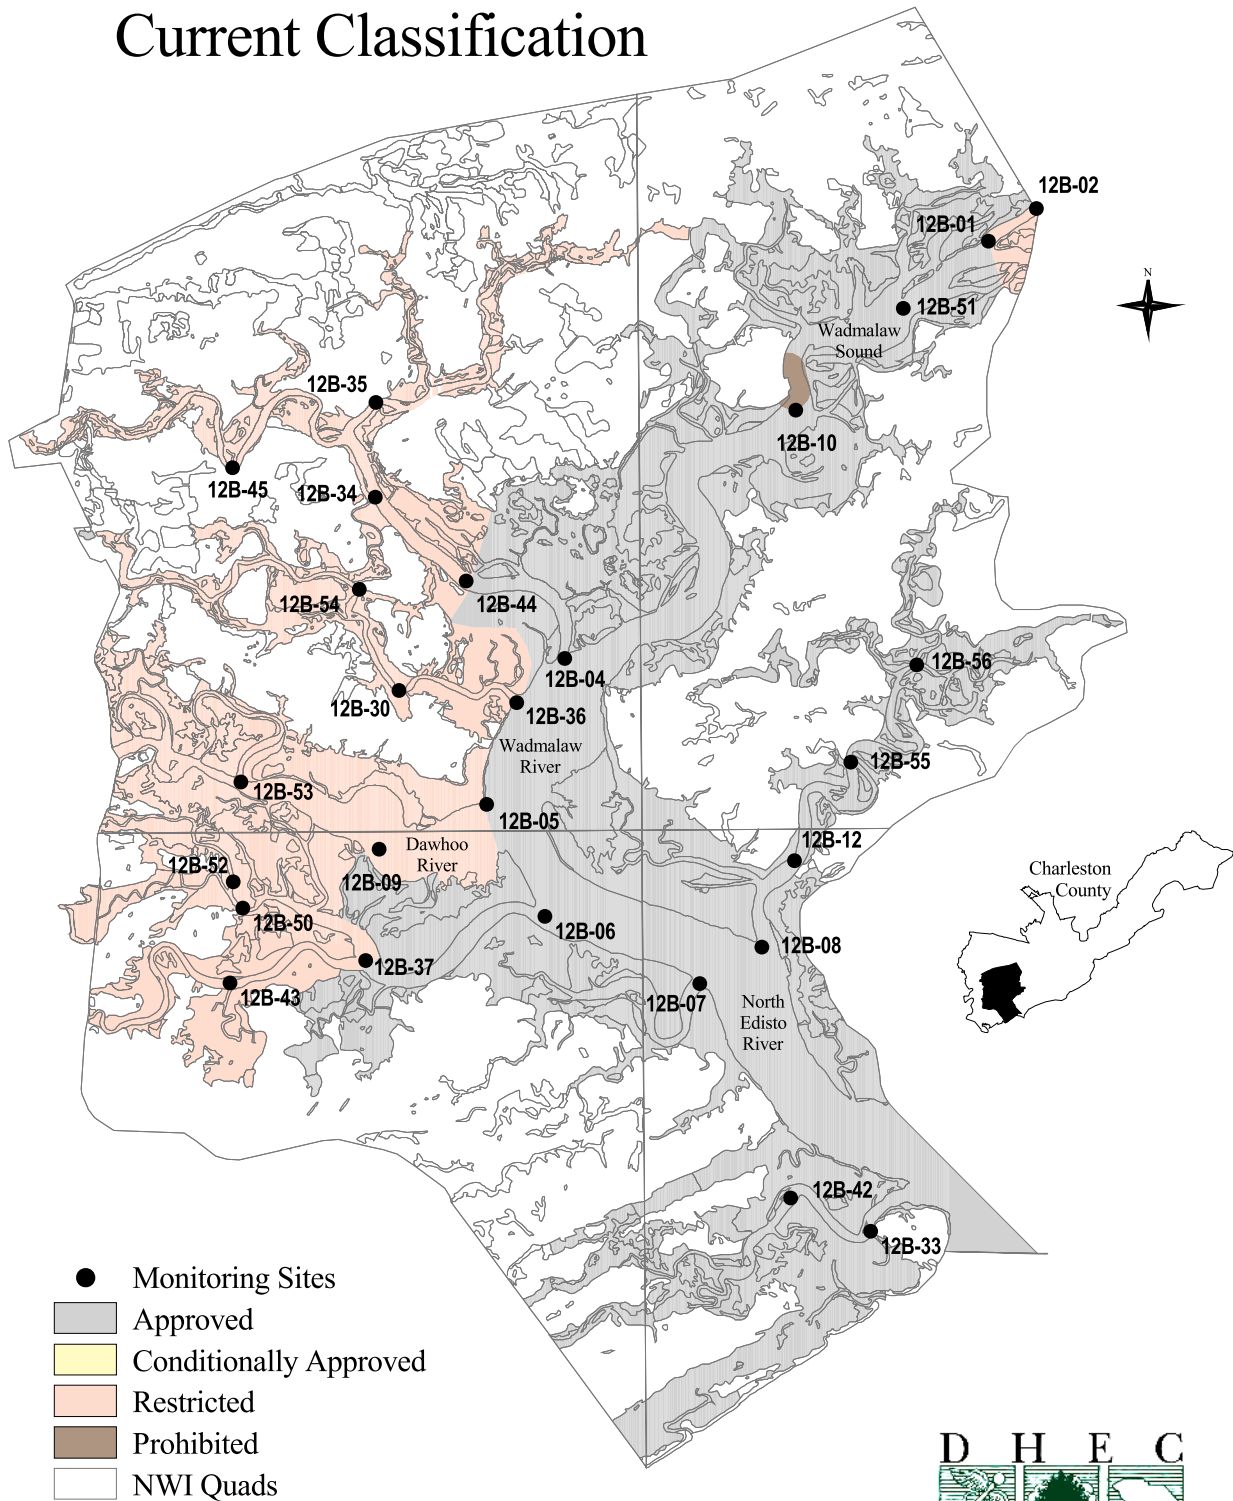 Current Classification
12B-02
12B-01
N
12B-51
Wadmalaw
Sound
12B-35
12B-10
12B-45
12B-34
12B-54
12B-44
12B-56
12B-04
12B-30
12B-36
Wadmalaw
River
12B-55
12B-53
12B-05
12B-12
Dawhoo
River
12B-52
12B-09
Charleston
County
12B-50
12B-06
12B-08
12B-37
12B-43
12B-07
North
Edisto
River
12B-42
12B-33
Monitoring Sites
Approved
Conditionally Approved
Restricted
Prohibited
NWI Quads
D H E C